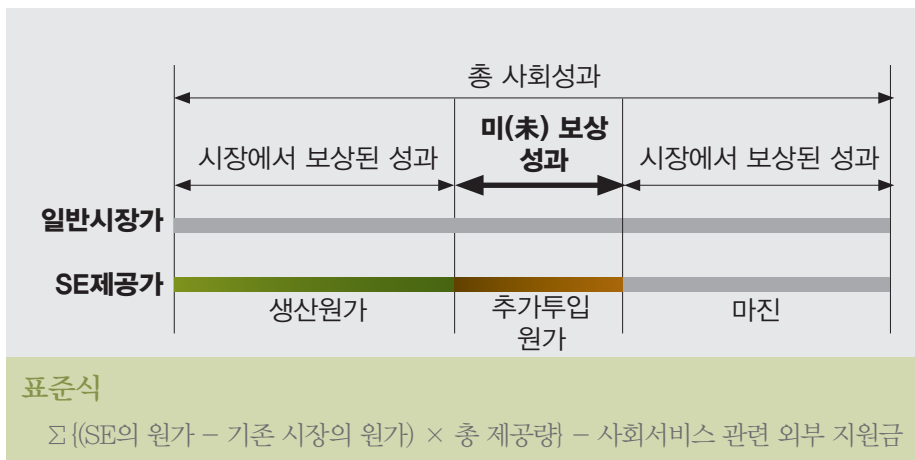 총 사회성과
시장에서 보상된 성과
미(未) 보상
성과
시장에서 보상된 성과
일반시장가
SE제공가
생산원가
추가투입
원가
마진
표준식
Σ{(SE의 원가 – 기존 시장의 원가) × 총 제공량} – 사회서비스 관련 외부 지원금